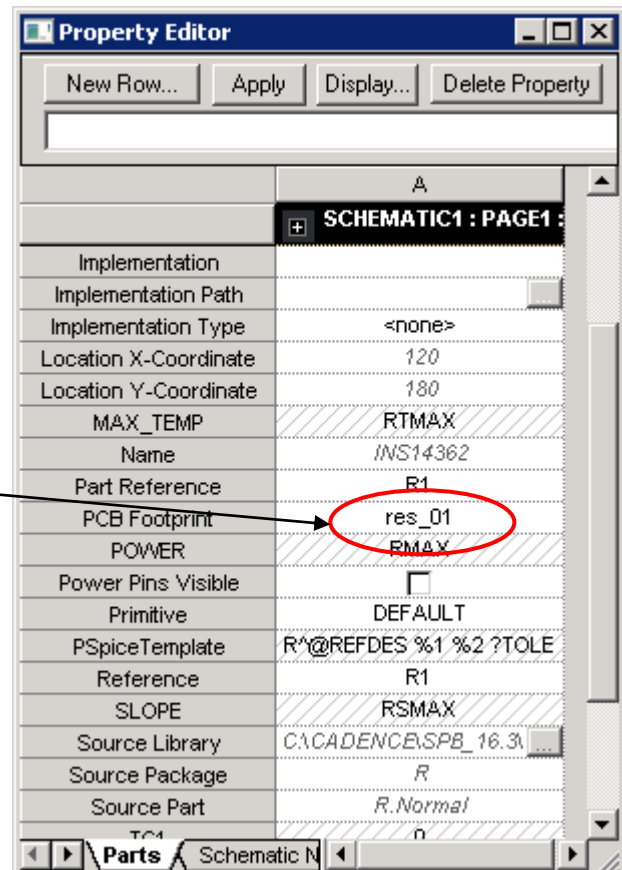 Property Editor
New Row... Apply Display... Delete Property
A
SCHEMATIC1 : PAGE1 :
Implementation
Implementation Path ...
Implementation Type <none>
Location X-Coordinate 120
Location Y-Coordinate 180
MAX_TEMP RTMAX
Name INS14362
Part Reference R1
PCB Footprint res_01
POWER RMAX
Power Pins Visible
Primitive DEFAULT
PSpiceTemplate R^@REFDES %1 %2 ?TOLE
Reference R1
SLOPE RSMAX
Source Library C:\CADENCE\SPB_16.3\ ...
Source Package R
Source Part R.Normal
TC1 0
Parts Schematic N